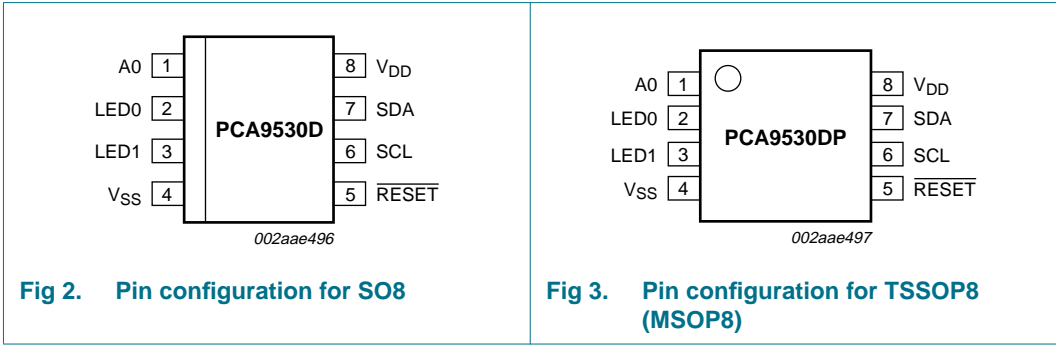 A0 1 8 VDD
LED0 2 7 SDA
PCA9530D
LED1 3 6 SCL
VSS 4 5 RESET
002aae496
Fig 2. Pin configuration for SO8
A0 1 8 VDD
LED0 2 7 SDA
PCA9530DP
LED1 3 6 SCL
VSS 4 5 RESET
002aae497
Fig 3. Pin configuration for TSSOP8
(MSOP8)